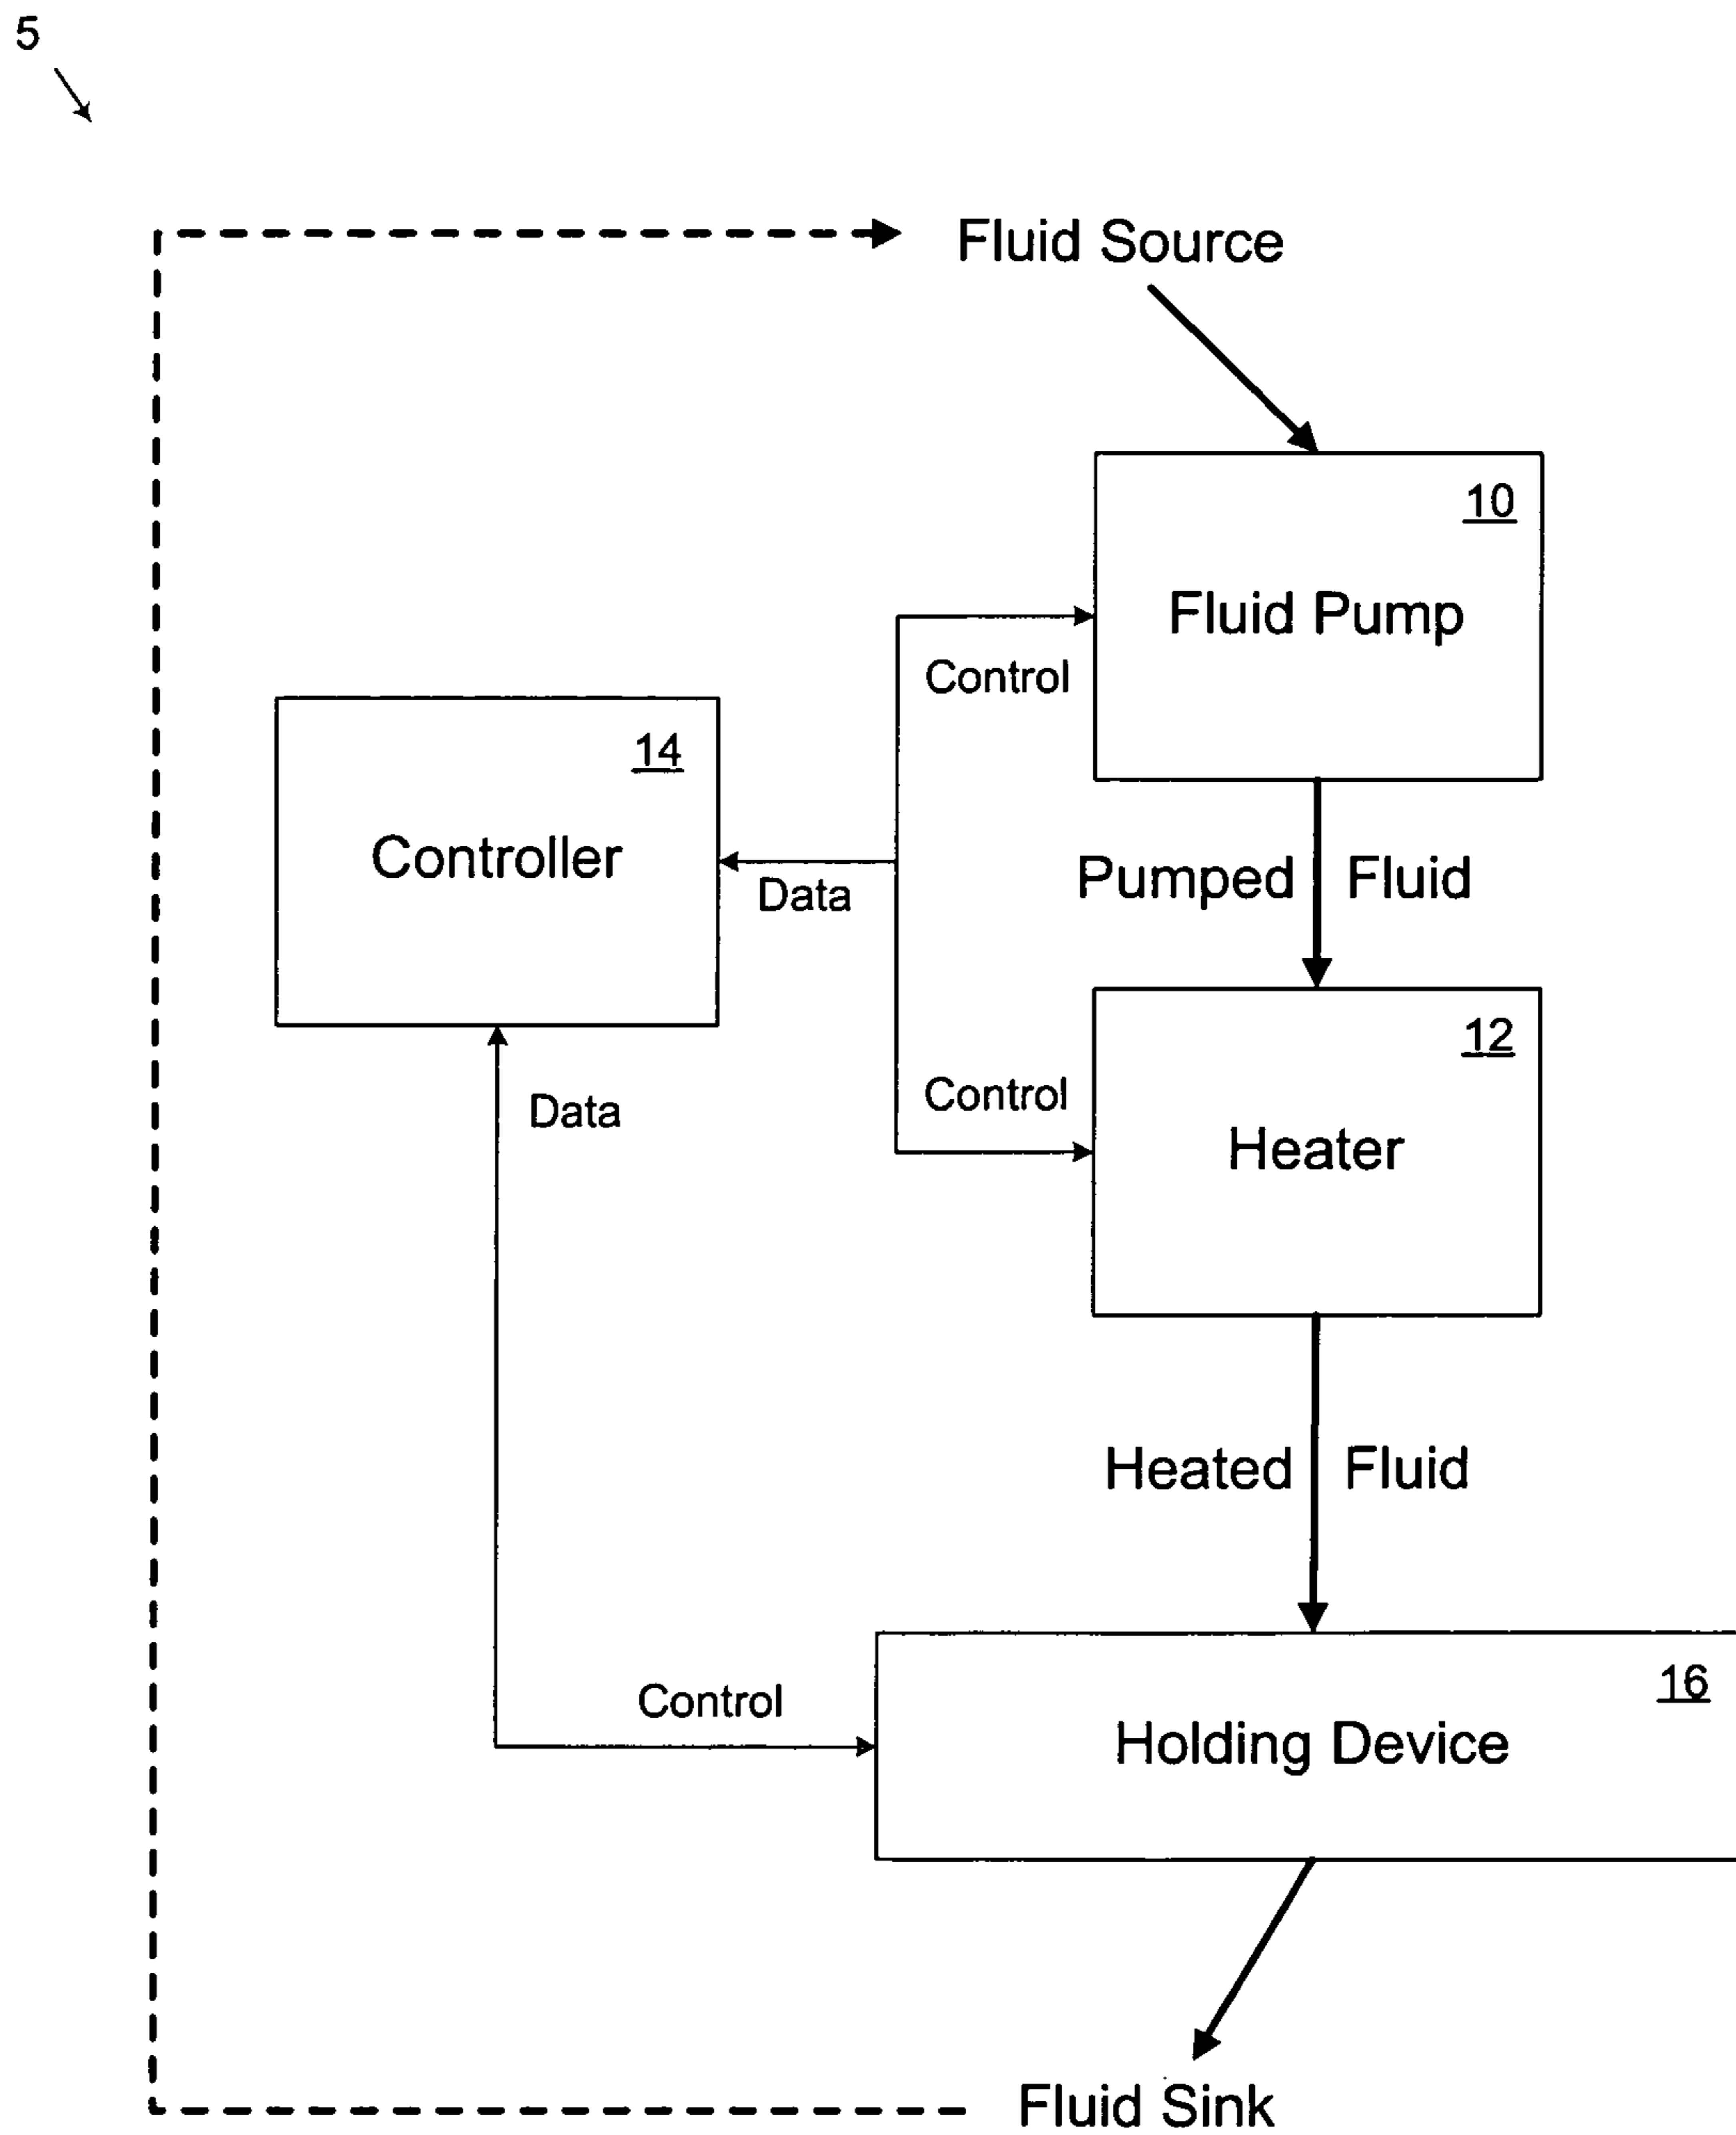 5
Fluid Source
10
Fluid Pump
Control
14
Controller
Data
Pumped Fluid
12
Control
Data
Heater
Heated Fluid
16
Control
Holding Device
Fluid Sink